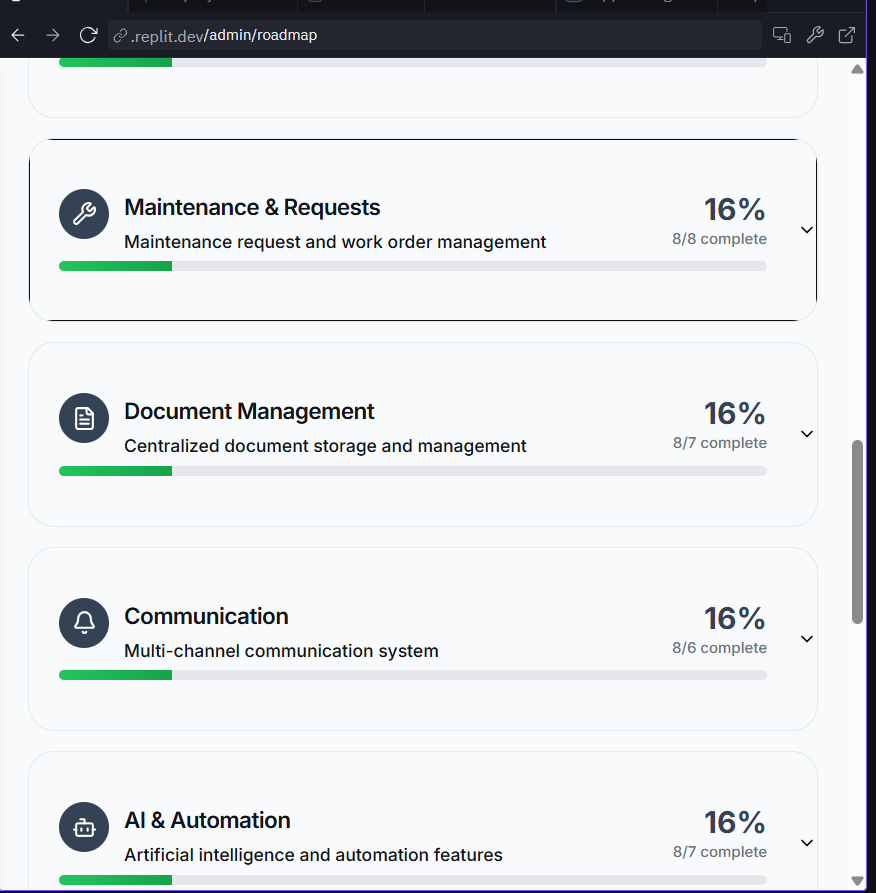 .replit.dev/admin/roadmap
Maintenance & Requests
16%
Maintenance request and work order management
8/8 complete
Document Management
16%
Centralized document storage and management
8/7 complete
Communication
16%
Multi-channel communication system
8/6 complete
AI & Automation
16%
Artificial intelligence and automation features
8/7 complete